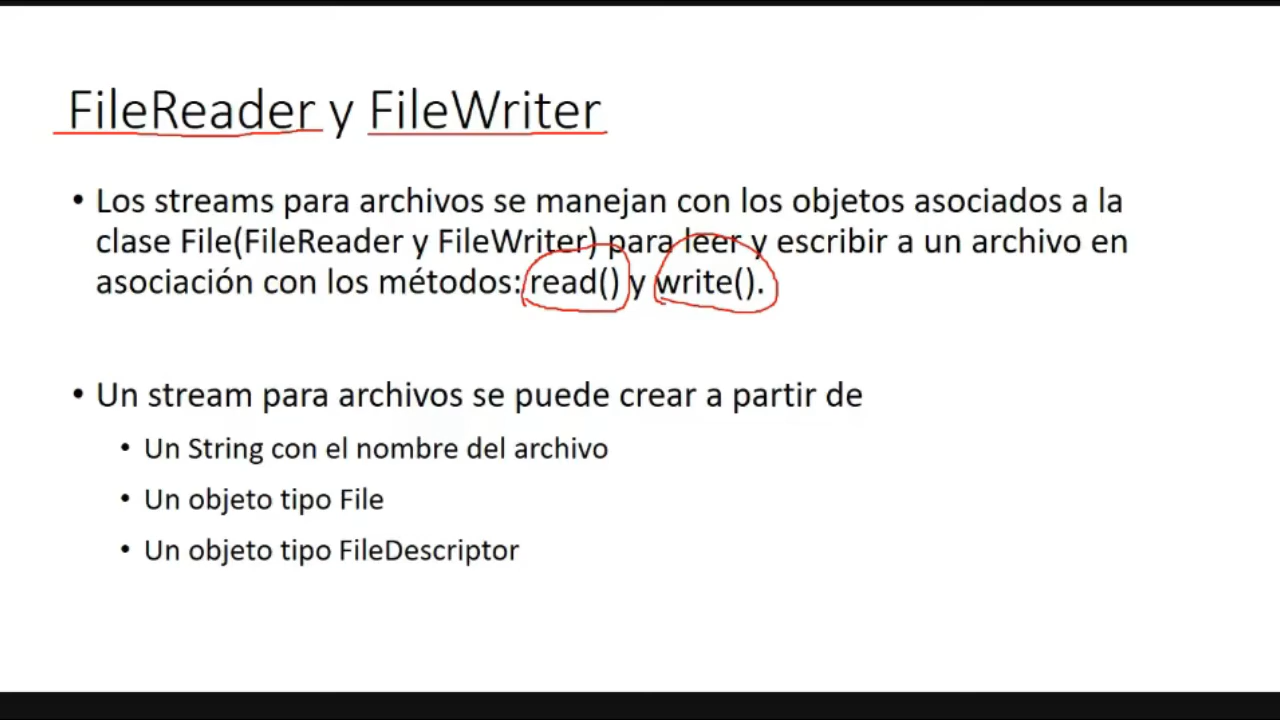 FileReader y FileWriter
• Los streams para archivos se manejan con los objetos asociados a la
clase File(FileReader y FileWriter) para leer y escribir a un archivo en
asociación con los métodos: read() y write().
• Un stream para archivos se puede crear a partir de
• Un String con el nombre del archivo
• Un objeto tipo File
• Un objeto tipo FileDescriptor